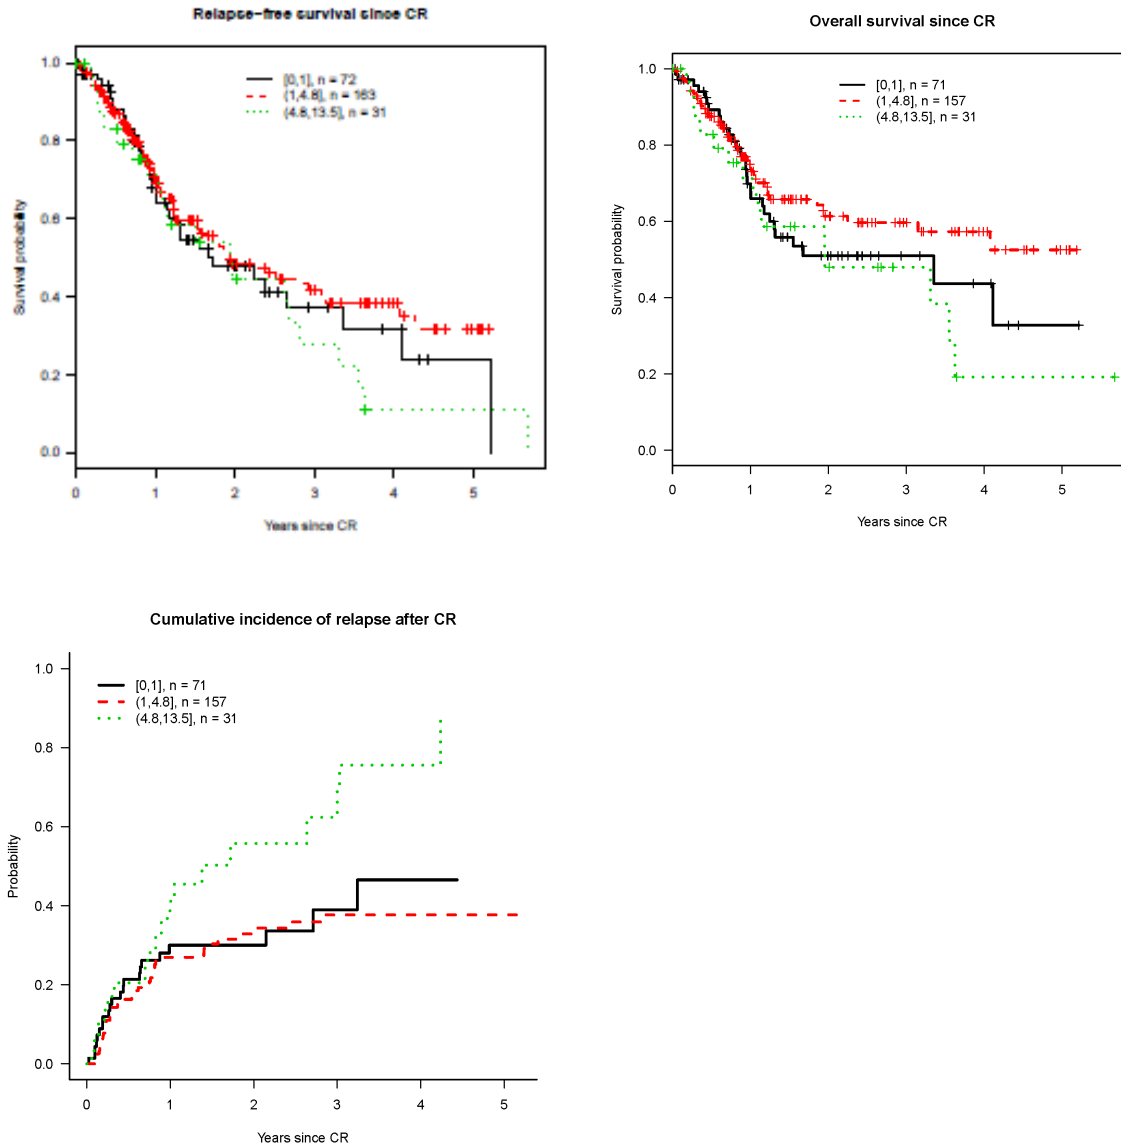 Relapse-free survival since CR
[0,1], n = 72
(1,4.8], n = 163
(4.8,13.5], n = 31
1.0
0.8
0.6
0.4
0.2
0.0
Survival probability
0 1 2 3 4 5
Years since CR
Overall survival since CR
[0,1], n = 71
(1,4.8], n = 157
(4.8,13.5], n = 31
1.0
0.8
0.6
0.4
0.2
0.0
Survival probability
0 1 2 3 4 5
Years since CR
Cumulative incidence of relapse after CR
[0,1], n = 71
(1,4.8], n = 157
(4.8,13.5], n = 31
1.0
0.8
0.6
0.4
0.2
0.0
Probability
0 1 2 3 4 5
Years since CR